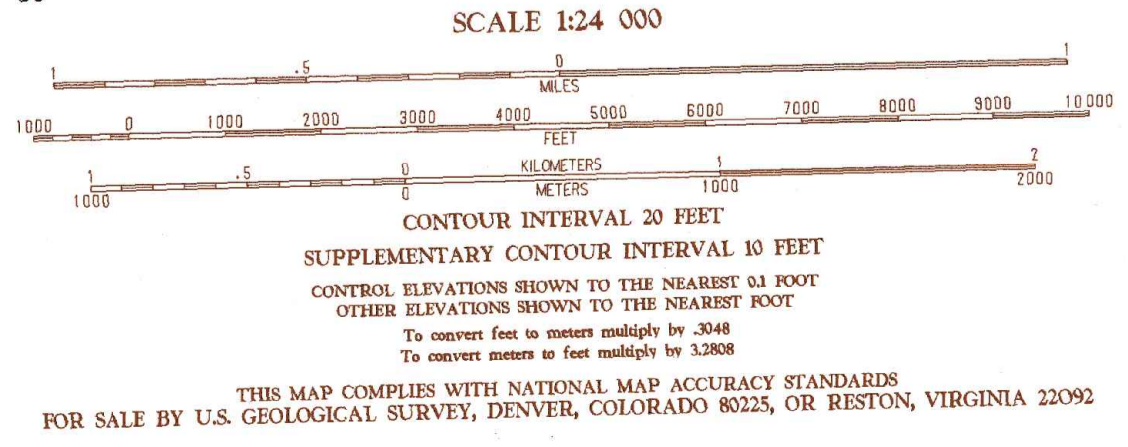 SCALE 1:24 000
1 .5 0 1
MILES
1000 0 1000 2000 3000 4000 5000 6000 7000 8000 9000 10000
FEET
1 .5 0 KILOMETERS 1 2
1000 0 METERS 1000 2000
CONTOUR INTERVAL 20 FEET
SUPPLEMENTARY CONTOUR INTERVAL 10 FEET
CONTROL ELEVATIONS SHOWN TO THE NEAREST 0.1 FOOT
OTHER ELEVATIONS SHOWN TO THE NEAREST FOOT
To convert feet to meters multiply by .3048
To convert meters to feet multiply by 3.2808
THIS MAP COMPLIES WITH NATIONAL MAP ACCURACY STANDARDS
FOR SALE BY U.S. GEOLOGICAL SURVEY, DENVER, COLORADO 80225, OR RESTON, VIRGINIA 22092